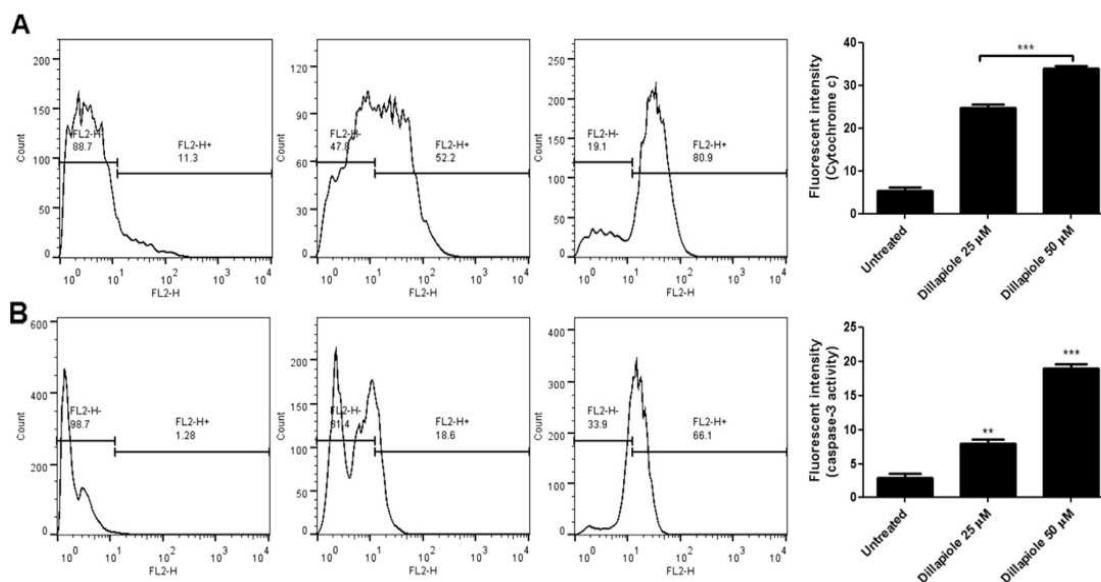 A
200
150
100
50
0
Count
FL2-H-
88.7
FL2-H+
11.3
10^0 10^1 10^2 10^3 10^4
FL2-H
120
90
60
30
0
Count
FL2-H-
47.8
FL2-H+
52.2
10^0 10^1 10^2 10^3 10^4
FL2-H
250
200
150
100
50
0
Count
FL2-H-
19.1
FL2-H+
80.9
10^0 10^1 10^2 10^3 10^4
FL2-H
Fluorescent intensity
(Cytochrome c)
40
30
20
10
0
***
Untreated
Dillapiole 25 µM
Dillapiole 50 µM
B
600
400
200
0
Count
FL2-H-
98.7
FL2-H+
1.28
10^0 10^1 10^2 10^3 10^4
FL2-H
200
150
100
50
0
Count
FL2-H-
81.4
FL2-H+
18.6
10^0 10^1 10^2 10^3 10^4
FL2-H
400
300
200
100
0
Count
FL2-H-
33.9
FL2-H+
66.1
10^0 10^1 10^2 10^3 10^4
FL2-H
Fluorescent intensity
(caspase-3 activity)
25
20
15
10
5
0
**
***
Untreated
Dillapiole 25 µM
Dillapiole 50 µM